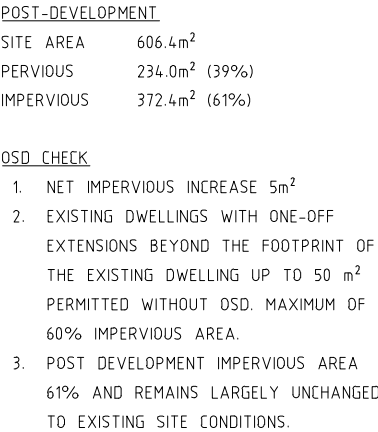 POST-DEVELOPMENT
SITE AREA 606.4m²
PERVIOUS 234.0m² (39%)
IMPERVIOUS 372.4m² (61%)
OSD CHECK
1. NET IMPERVIOUS INCREASE 5m²
2. EXISTING DWELLINGS WITH ONE-OFF
EXTENSIONS BEYOND THE FOOTPRINT OF
THE EXISTING DWELLING UP TO 50 m²
PERMITTED WITHOUT OSD. MAXIMUM OF
60% IMPERVIOUS AREA.
3. POST DEVELOPMENT IMPERVIOUS AREA
61% AND REMAINS LARGELY UNCHANGED
TO EXISTING SITE CONDITIONS.